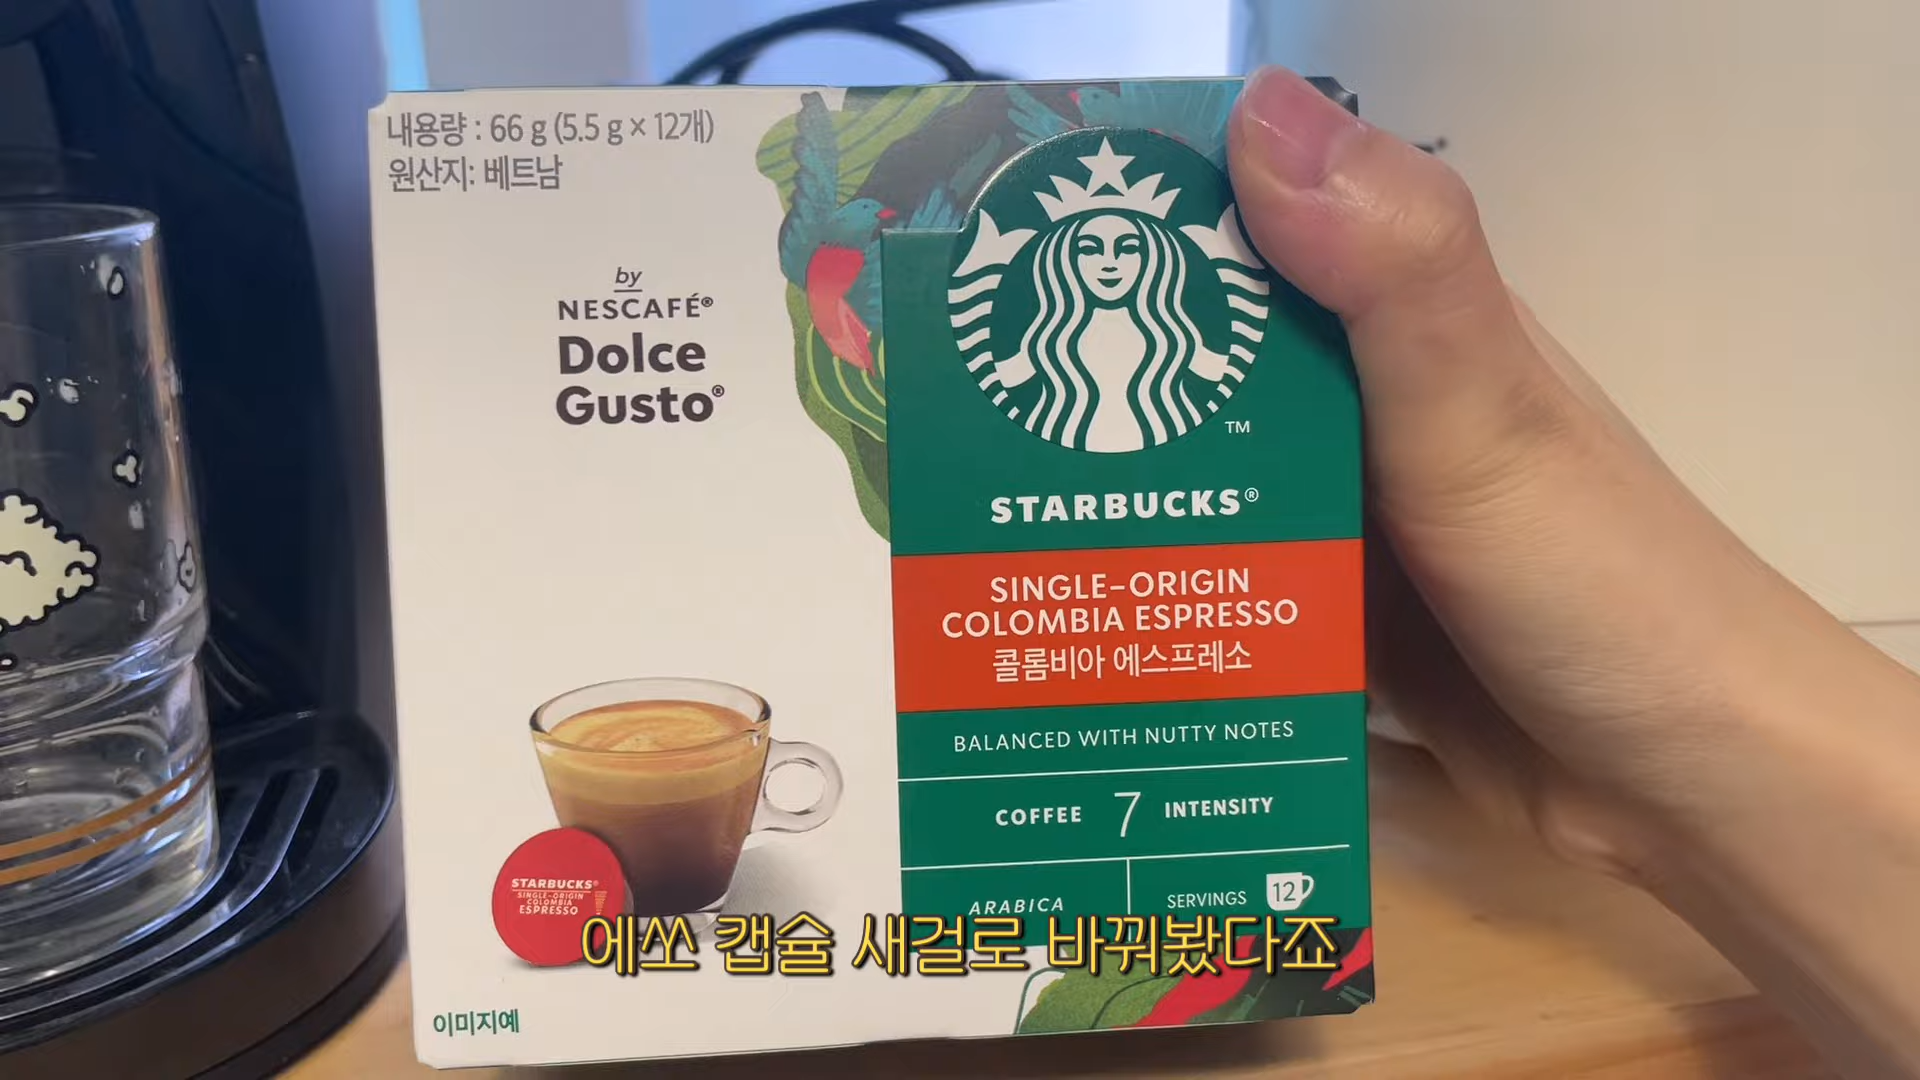 내용량 : 66 g (5.5 g × 12개)
원산지: 베트남
by
NESCAFÉ®
Dolce
Gusto®
TM
STARBUCKS®
SINGLE-ORIGIN
COLOMBIA ESPRESSO
콜롬비아 에스프레소
BALANCED WITH NUTTY NOTES
COFFEE 7 INTENSITY
ARABICA
SERVINGS 12
STARBUCKS®
SINGLE-ORIGIN
COLOMBIA
ESPRESSO
에쏘 캡슐 새걸로 바꿔봤다죠
이미지예